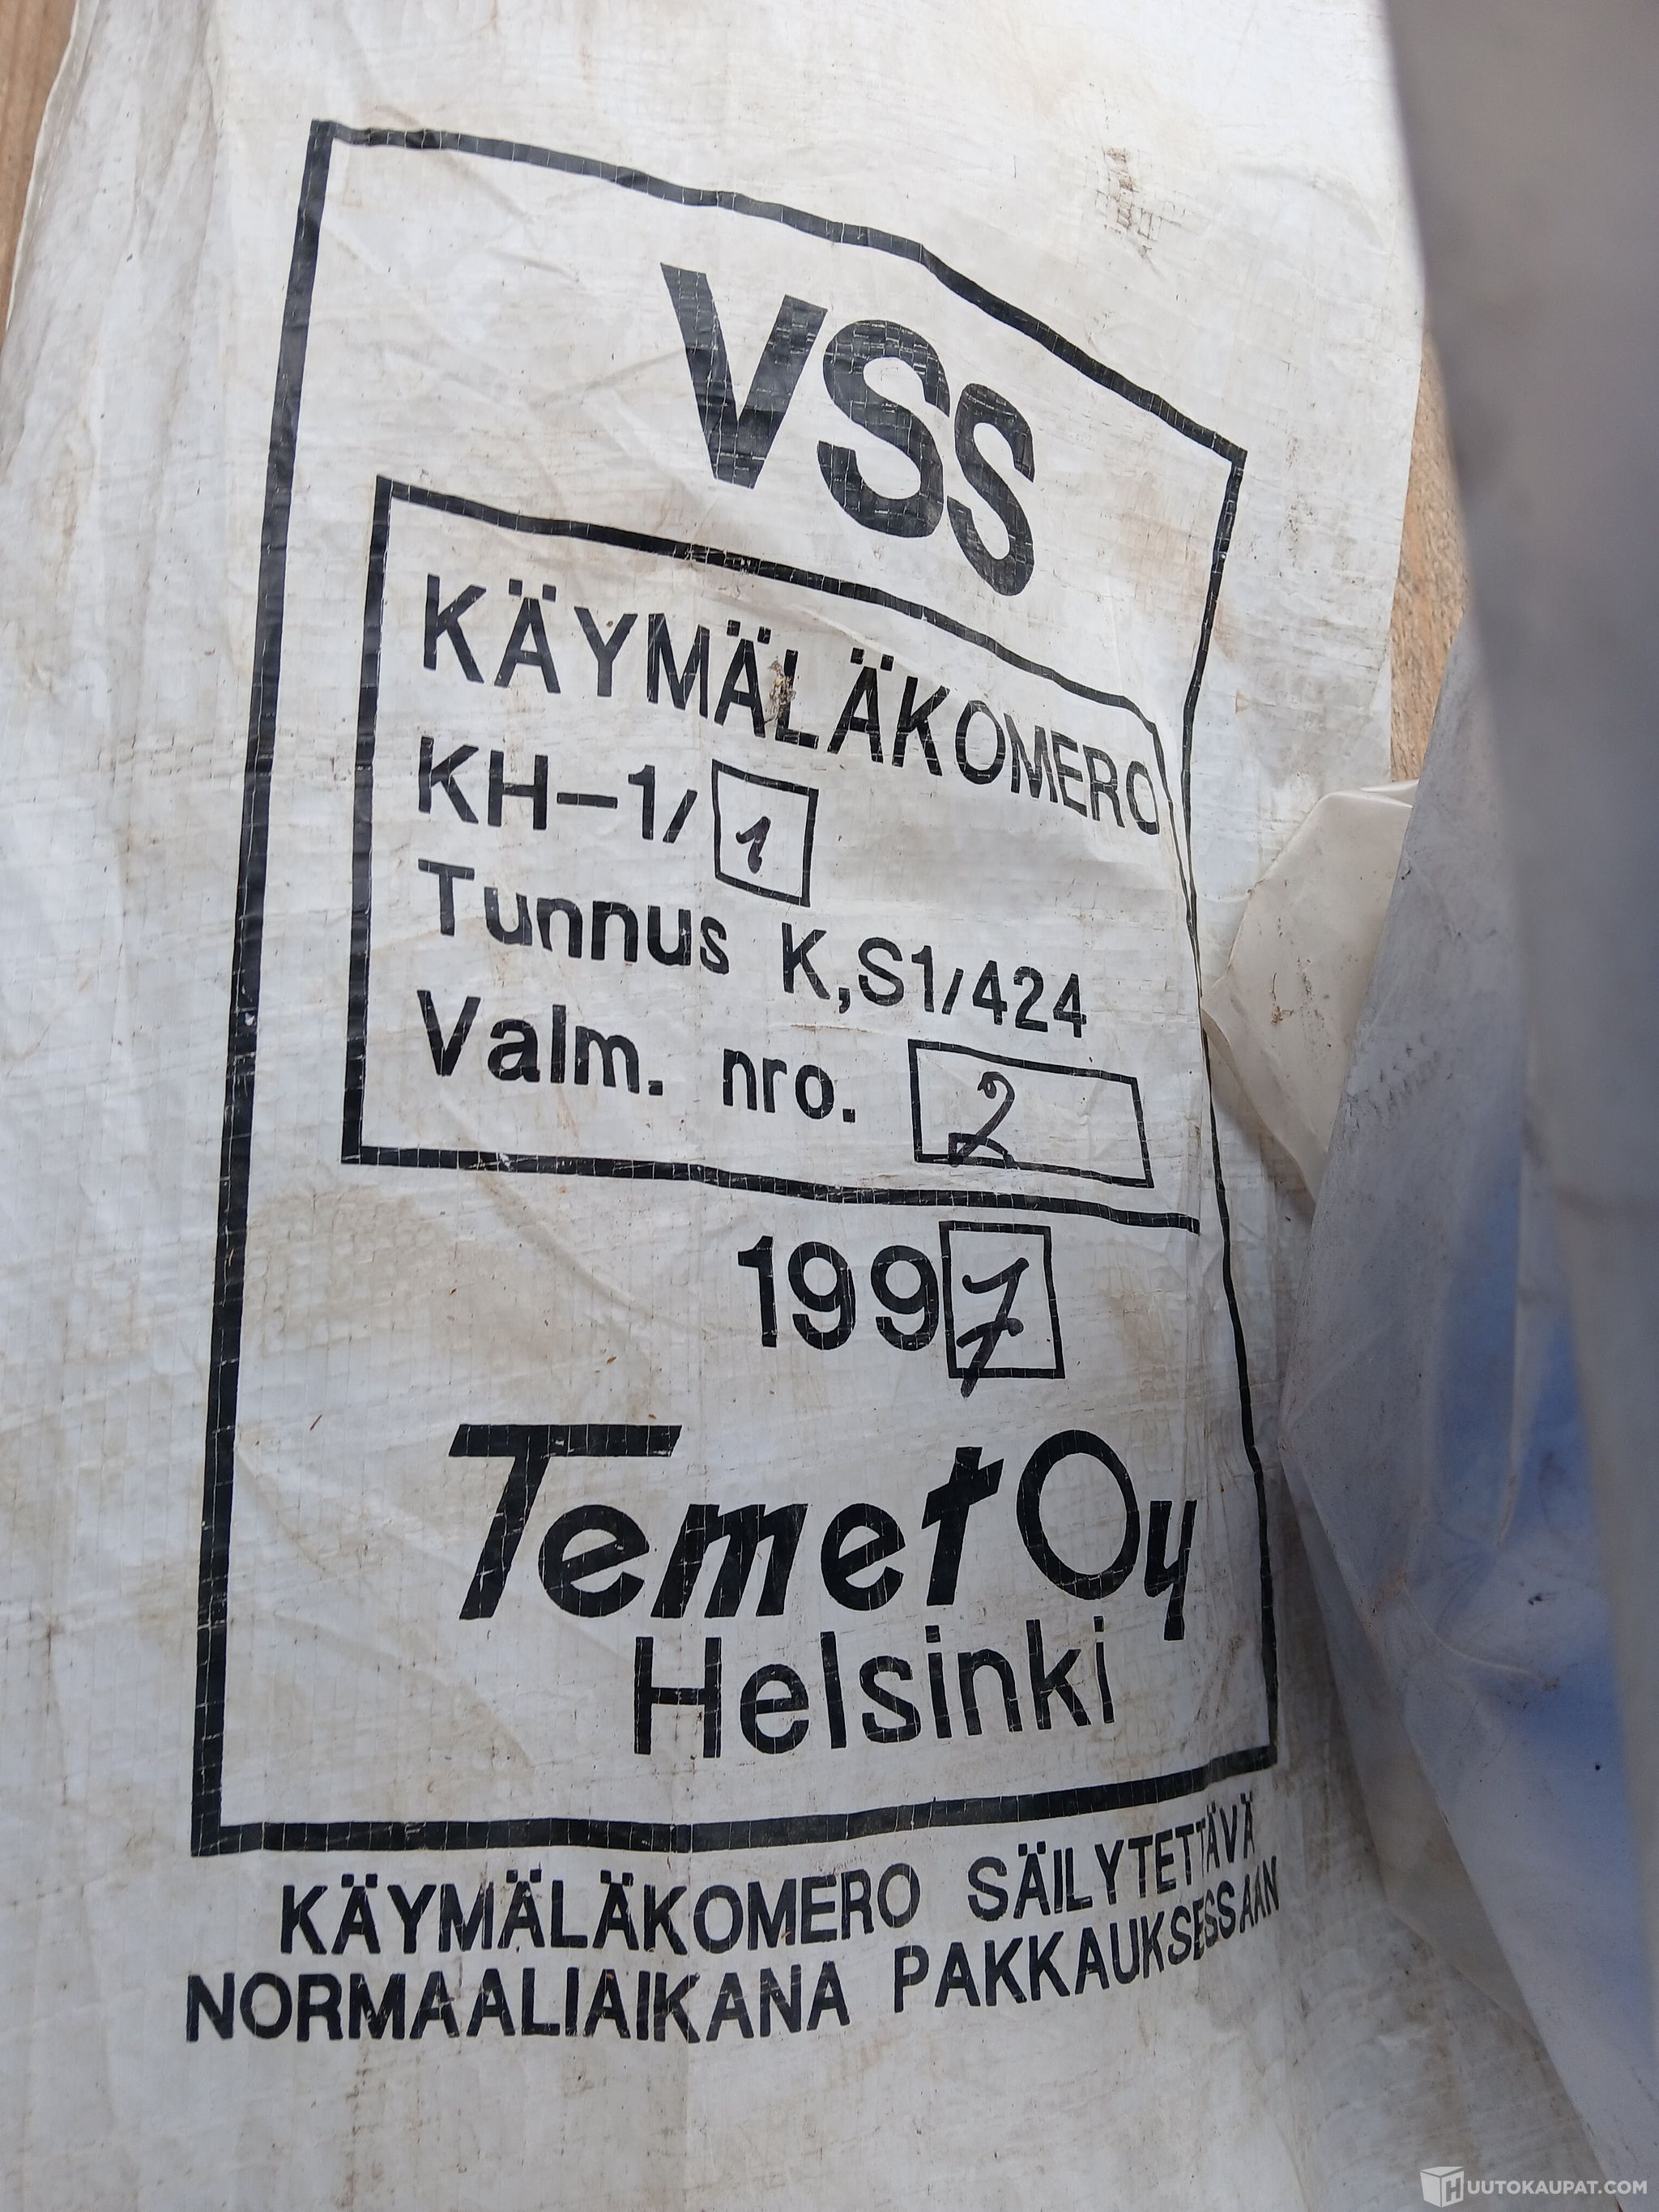 VSS
KÄYMÄLÄKOMERO
KH-1/1
Tunnus K,S1/424
Valm. nro. 2
1997
Temet Oy
Helsinki
KÄYMÄLÄKOMERO SÄILYTETTÄVÄ
NORMAALIAIKANA PAKKAUKSESSAAN
HUUTOKAUPAT.COM